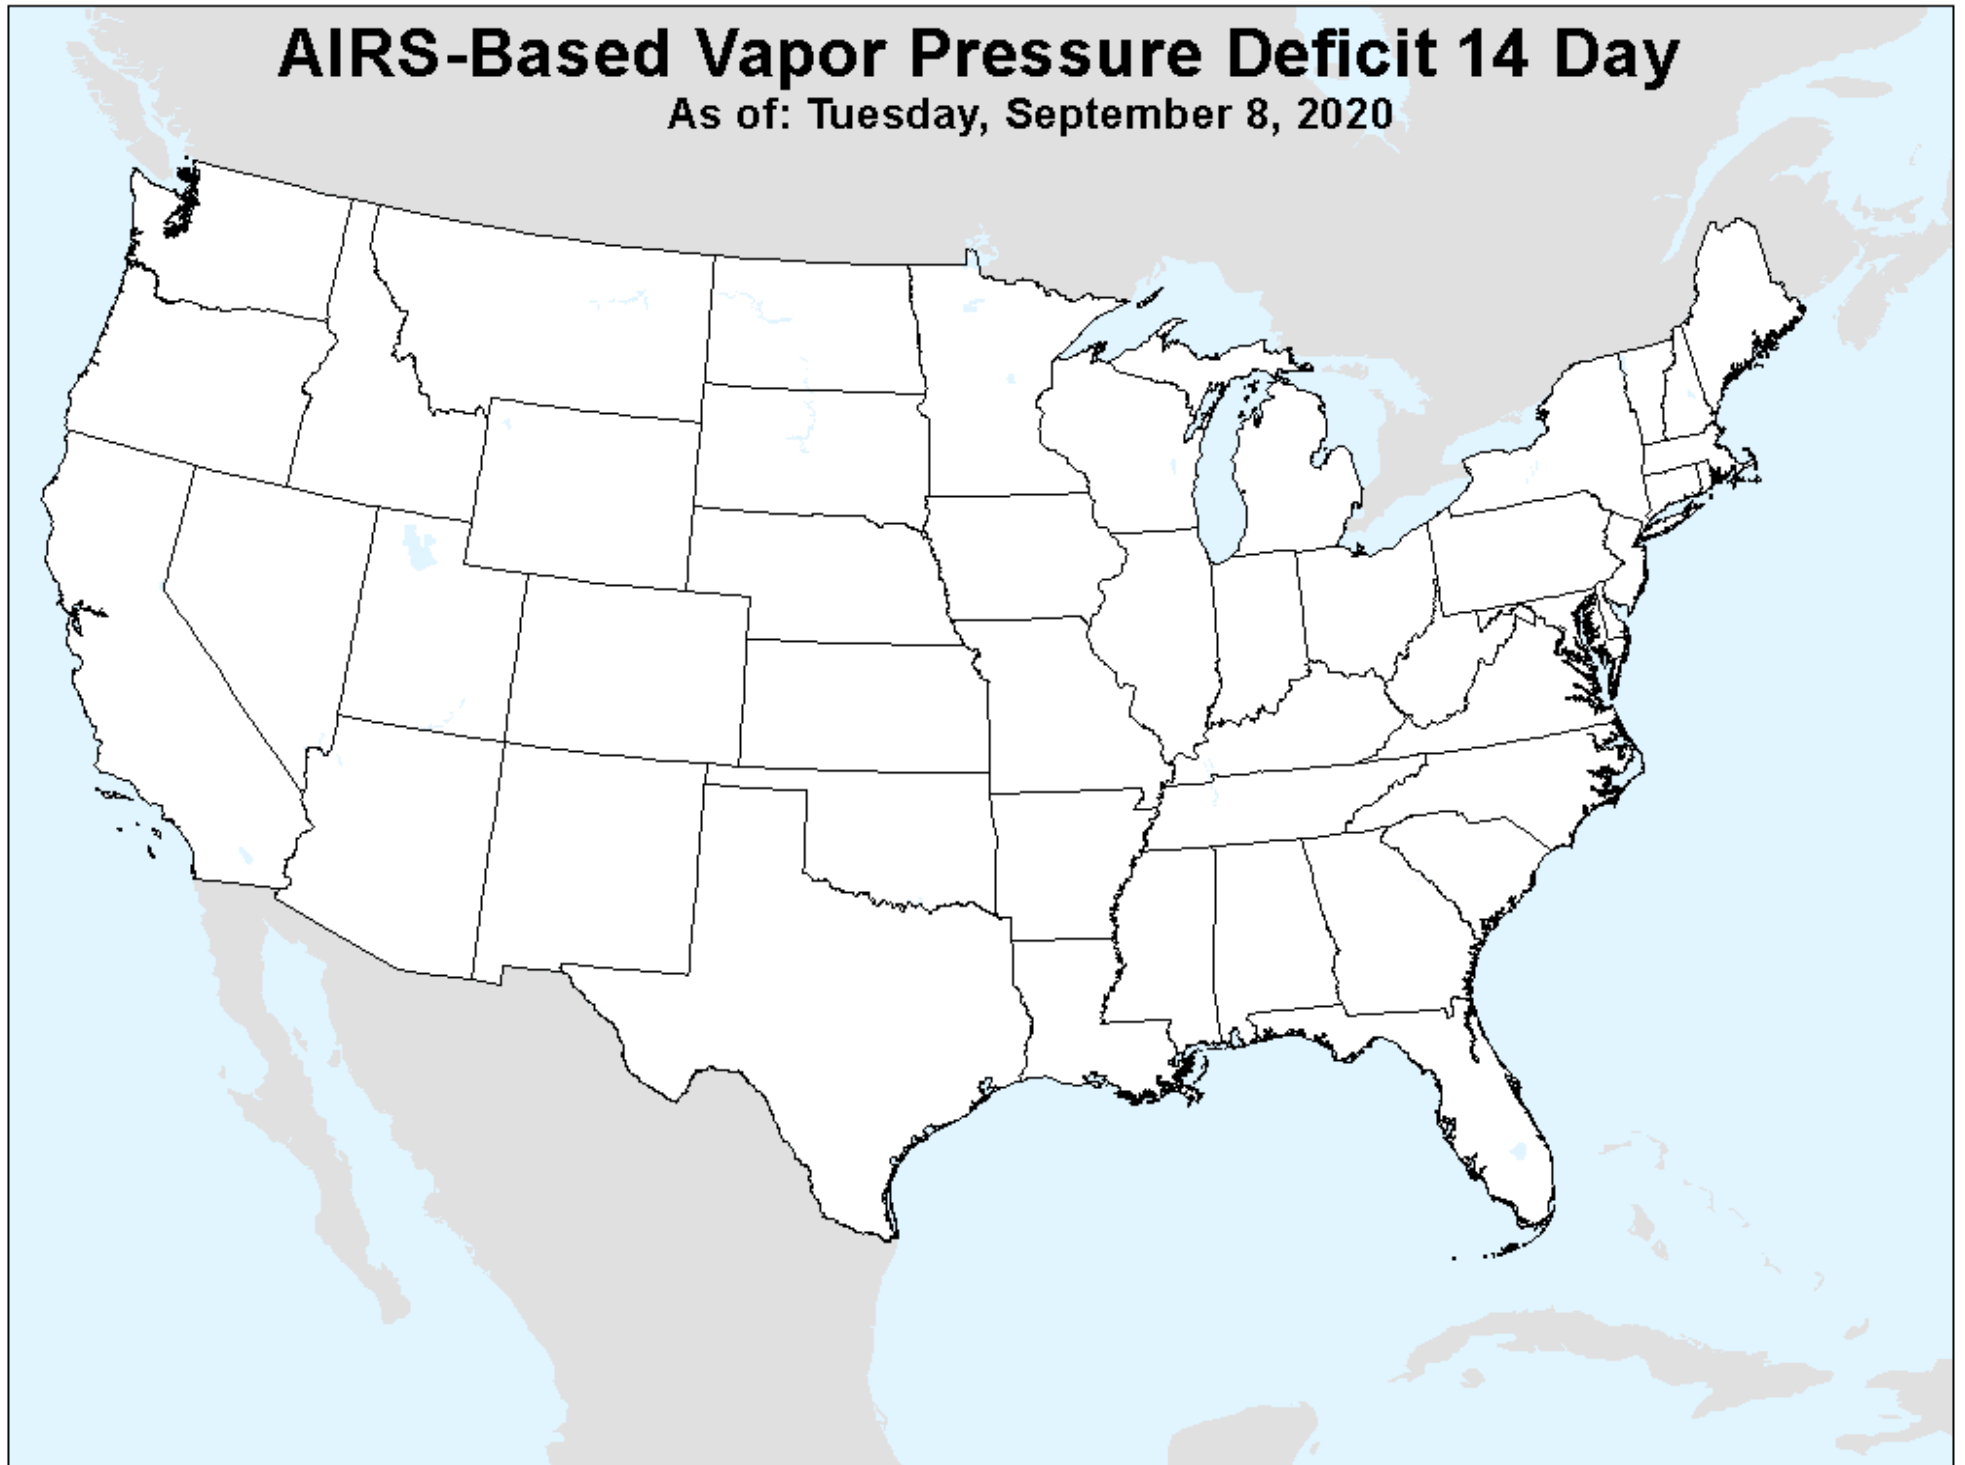 AIRS-Based Vapor Pressure Deficit 14 Day
As of: Tuesday, September 8, 2020